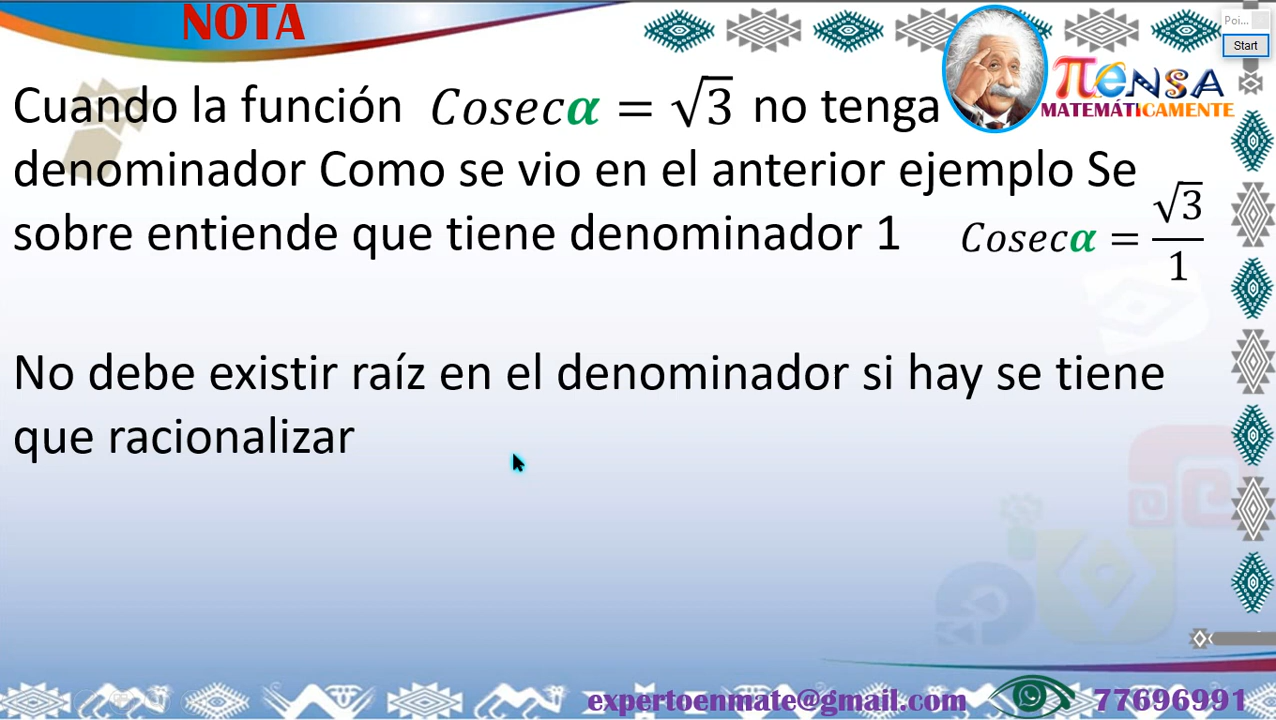 NOTA
Poi...
Start
πENSA
MATEMÁTICAMENTE
Cuando la función Cosecα = √3 no tenga
denominador Como se vio en el anterior ejemplo Se
sobre entiende que tiene denominador 1 Cosecα = √3/1
No debe existir raíz en el denominador si hay se tiene
que racionalizar
expertoenmate@gmail.com 77696991